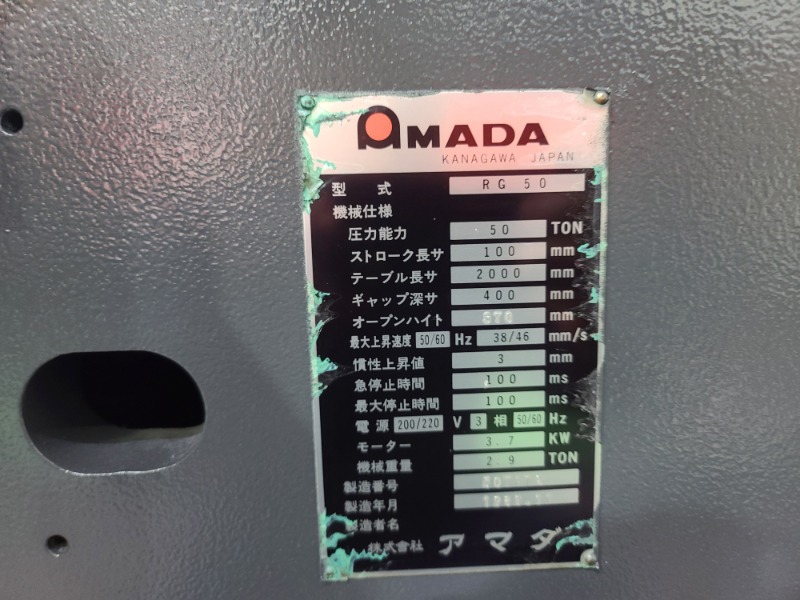 AMADA
KANAGAWA JAPAN
型式 RG 50
機械仕様
圧力能力 50 TON
ストローク長サ 100 mm
テーブル長サ 2000 mm
ギャップ深サ 400 mm
オープンハイト mm
最大上昇速度 50/60 Hz 38/46 mm/s
慣性上昇値 3 mm
急停止時間 100 ms
最大停止時間 100 ms
電源 200/220 V 3 相 50/60 Hz
モーター 3.7 KW
機械重量 2.9 TON
製造番号
製造年月
製造者名
株式會社 アマダ